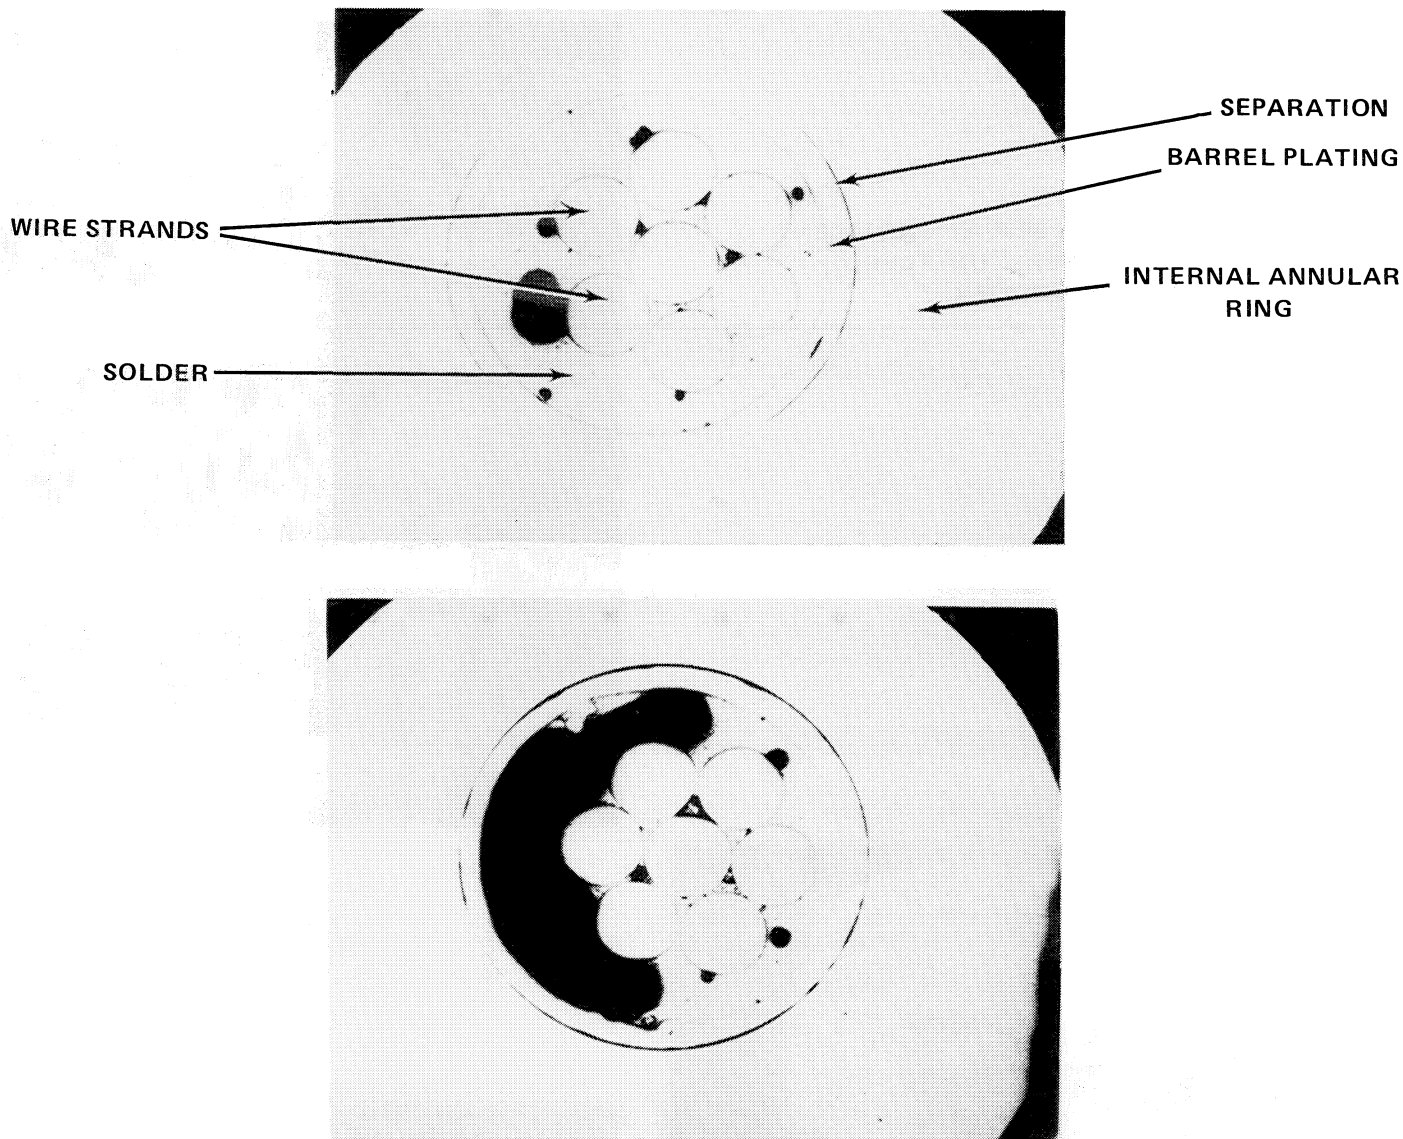 SEPARATION
BARREL PLATING
WIRE STRANDS
INTERNAL ANNULAR
RING
SOLDER